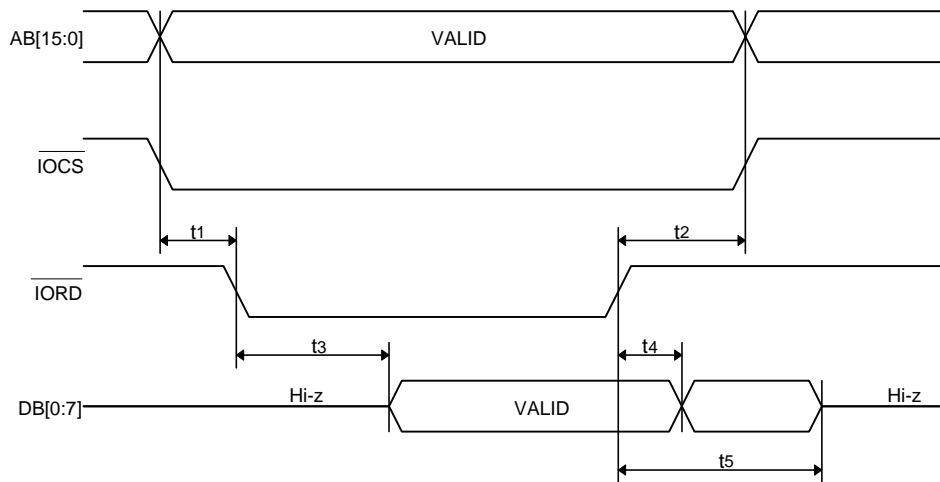 AB[15:0]
VALID
IOCS
t1
t2
IORD
t3
t4
DB[0:7]
Hi-z
VALID
Hi-z
t5